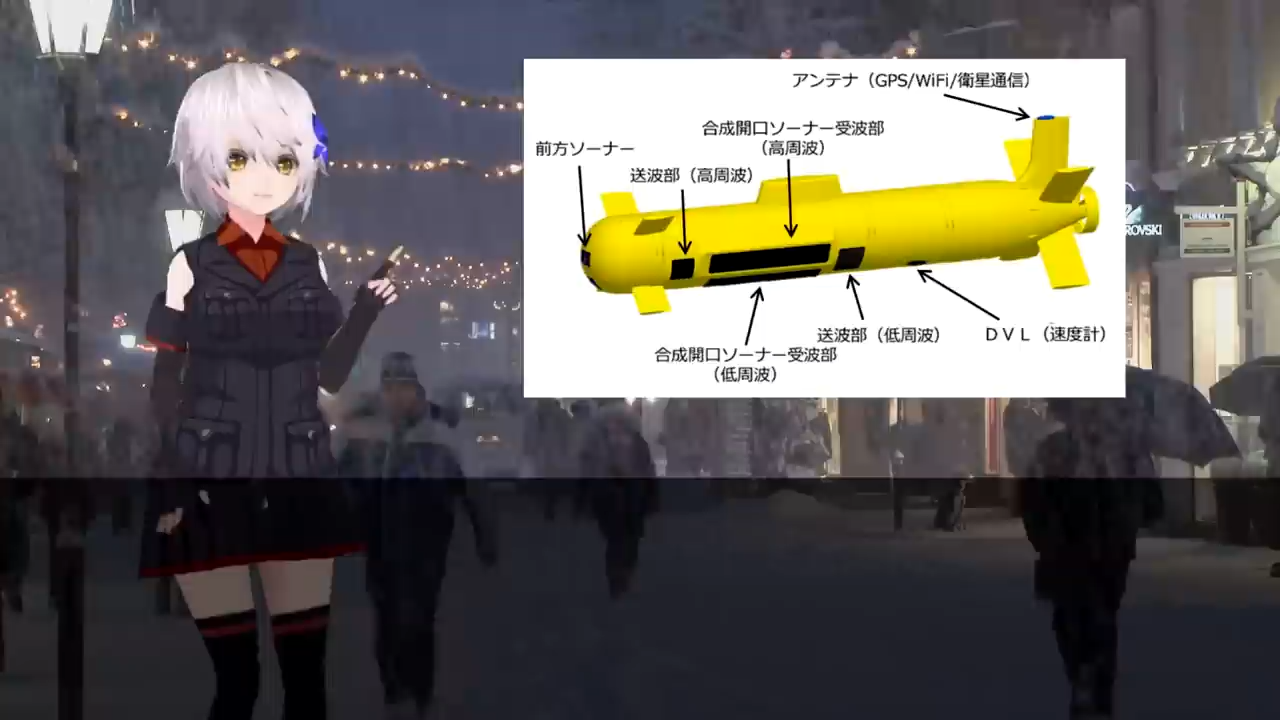 アンテナ（GPS/WiFi/衛星通信）
合成開口ソーナー受波部
（高周波）
前方ソーナー
送波部（高周波）
送波部（低周波）
ＤＶＬ（速度計）
合成開口ソーナー受波部
（低周波）
ROVSKI